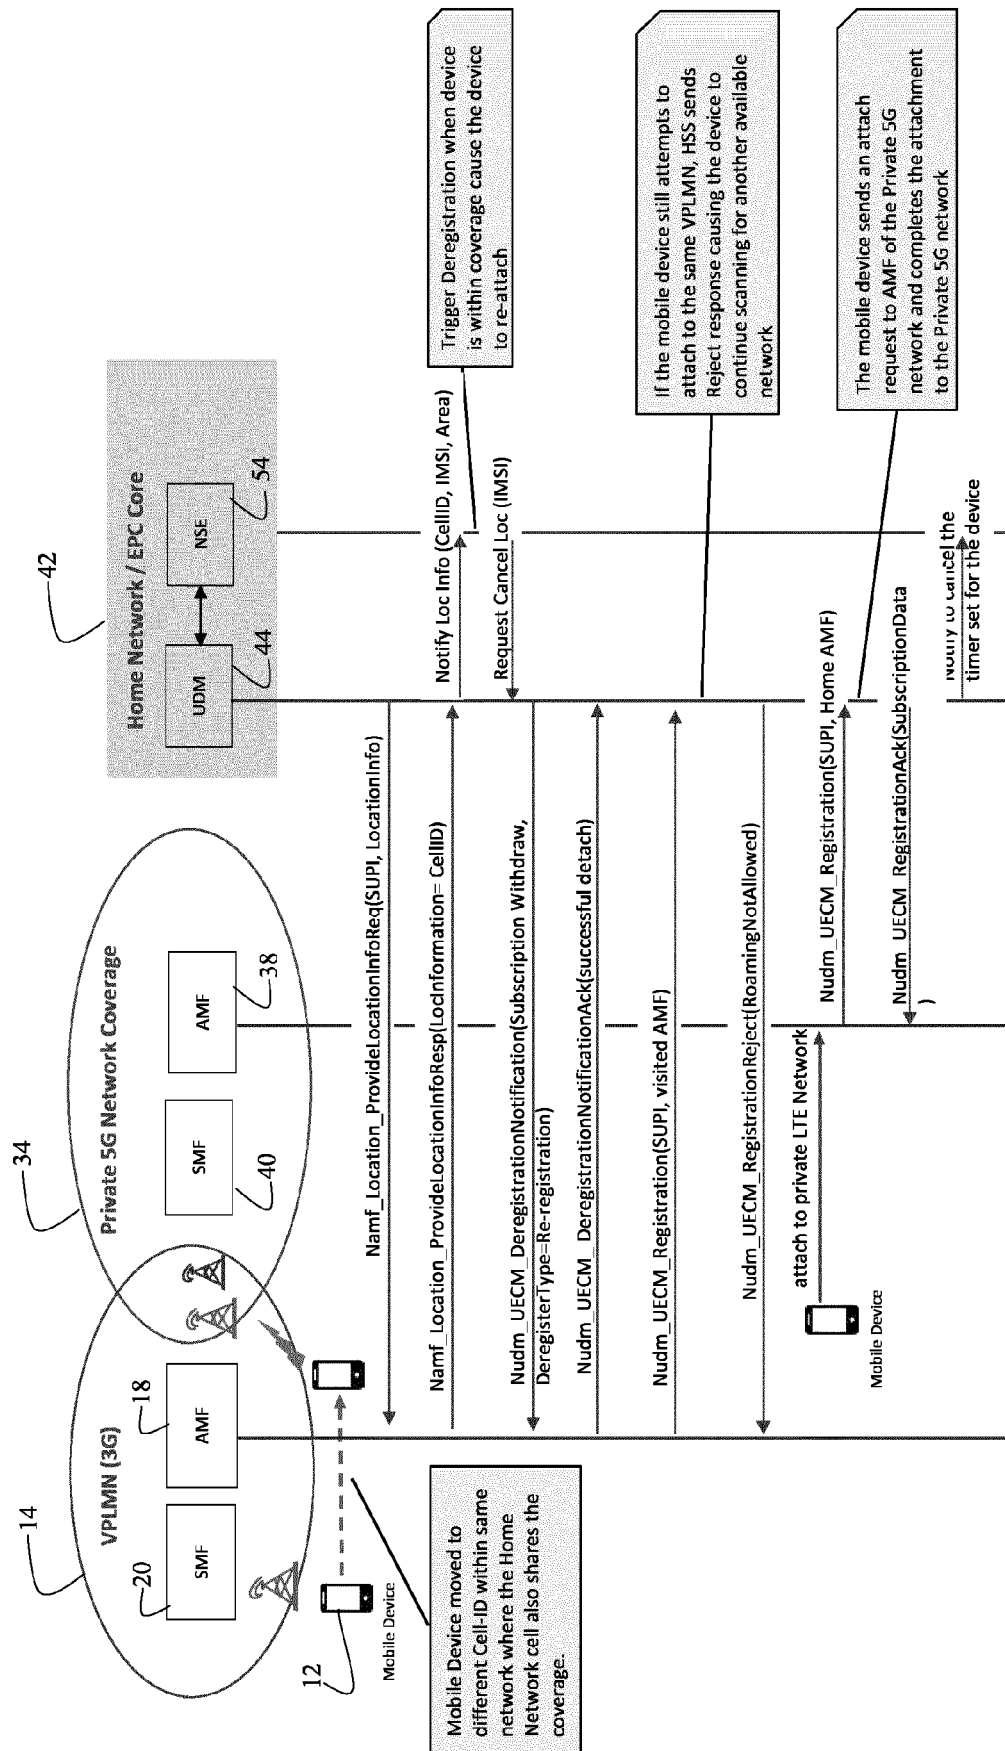 14
VPLMN (3G)
20
SMF
18
AMF
34
Private 5G Network Coverage
SMF
40
AMF
38
42
Home Network / EPC Core
UDM
44
NSE
54
12
Mobile Device
Mobile Device moved to
different Cell-ID within same
network where the Home
Network cell also shares the
coverage.
Namf_Location_ProvideLocationInfoReq(SUPI, LocationInfo)
Namf_Location_ProvideLocationInfoResp(LocInformation= CellID)
Notify Loc Info (CellID, IMSI, Area)
Trigger Deregistration when device
is within coverage cause the device
to re-attach
Request Cancel Loc (IMSI)
Nudm_UECM_DeregistrationNotification(Subscription Withdraw,
DeregisterType=Re-registration)
Nudm_UECM_DeregistrationNotificationAck(successful detach)
Nudm_UECM_Registration(SUPI, visited AMF)
If the mobile device still attempts to
attach to the same VPLMN, HSS sends
Reject response causing the device to
continue scanning for another available
network
Nudm_UECM_RegistrationReject(RoamingNotAllowed)
attach to private LTE Network
Mobile Device
Nudm_UECM_Registration(SUPI, Home AMF)
The mobile device sends an attach
request to AMF of the Private 5G
network and completes the attachment
to the Private 5G network
Nudm_UECM_RegistrationAck(SubscriptionData
)
Notify to cancel the
timer set for the device